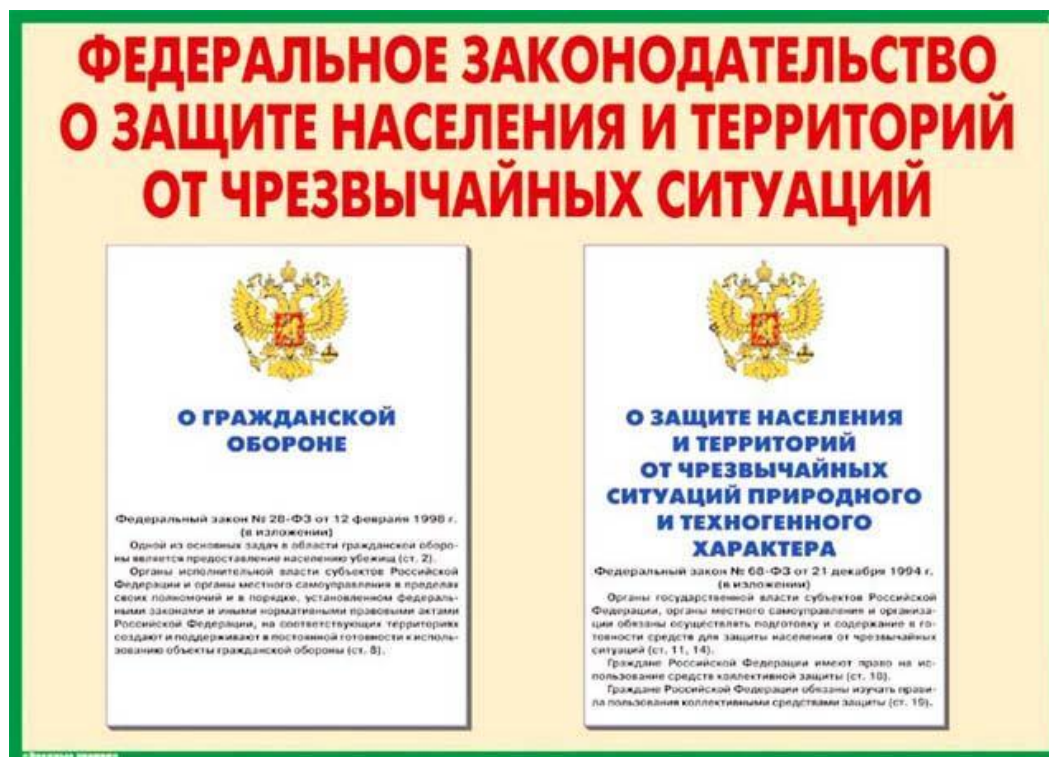 ФЕДЕРАЛЬНОЕ ЗАКОНОДАТЕЛЬСТВО
О ЗАЩИТЕ НАСЕЛЕНИЯ И ТЕРРИТОРИЙ
ОТ ЧРЕЗВЫЧАЙНЫХ СИТУАЦИЙ
О ГРАЖДАНСКОЙ
ОБОРОНЕ
Федеральный закон № 28-ФЗ от 12 февраля 1998 г.
(в изложении)
Одной из основных задач в области гражданской оборо-
ны является предоставление населению убежищ (ст. 2).
Органы исполнительной власти субъектов Российской
Федерации и органы местного самоуправления в пределах
своих полномочий и в порядке, установленном федераль-
ными законами и иными нормативными правовыми актами
Российской Федерации, на соответствующих территориях
создают и поддерживают в постоянной готовности к исполь-
зованию объекты гражданской обороны (ст. 8).
О ЗАЩИТЕ НАСЕЛЕНИЯ
И ТЕРРИТОРИЙ
ОТ ЧРЕЗВЫЧАЙНЫХ
СИТУАЦИЙ ПРИРОДНОГО
И ТЕХНОГЕННОГО
ХАРАКТЕРА
Федеральный закон № 68-ФЗ от 21 декабря 1994 г.
(в изложении)
Органы государственной власти субъектов Российской
Федерации, органы местного самоуправления и организа-
ции обязаны осуществлять подготовку и содержание в го-
товности средств для защиты населения от чрезвычайных
ситуаций (ст. 11, 14).
Граждане Российской Федерации имеют право на ис-
пользование средств коллективной защиты (ст. 18).
Граждане Российской Федерации обязаны изучать прави-
ла пользования коллективными средствами защиты (ст. 19).